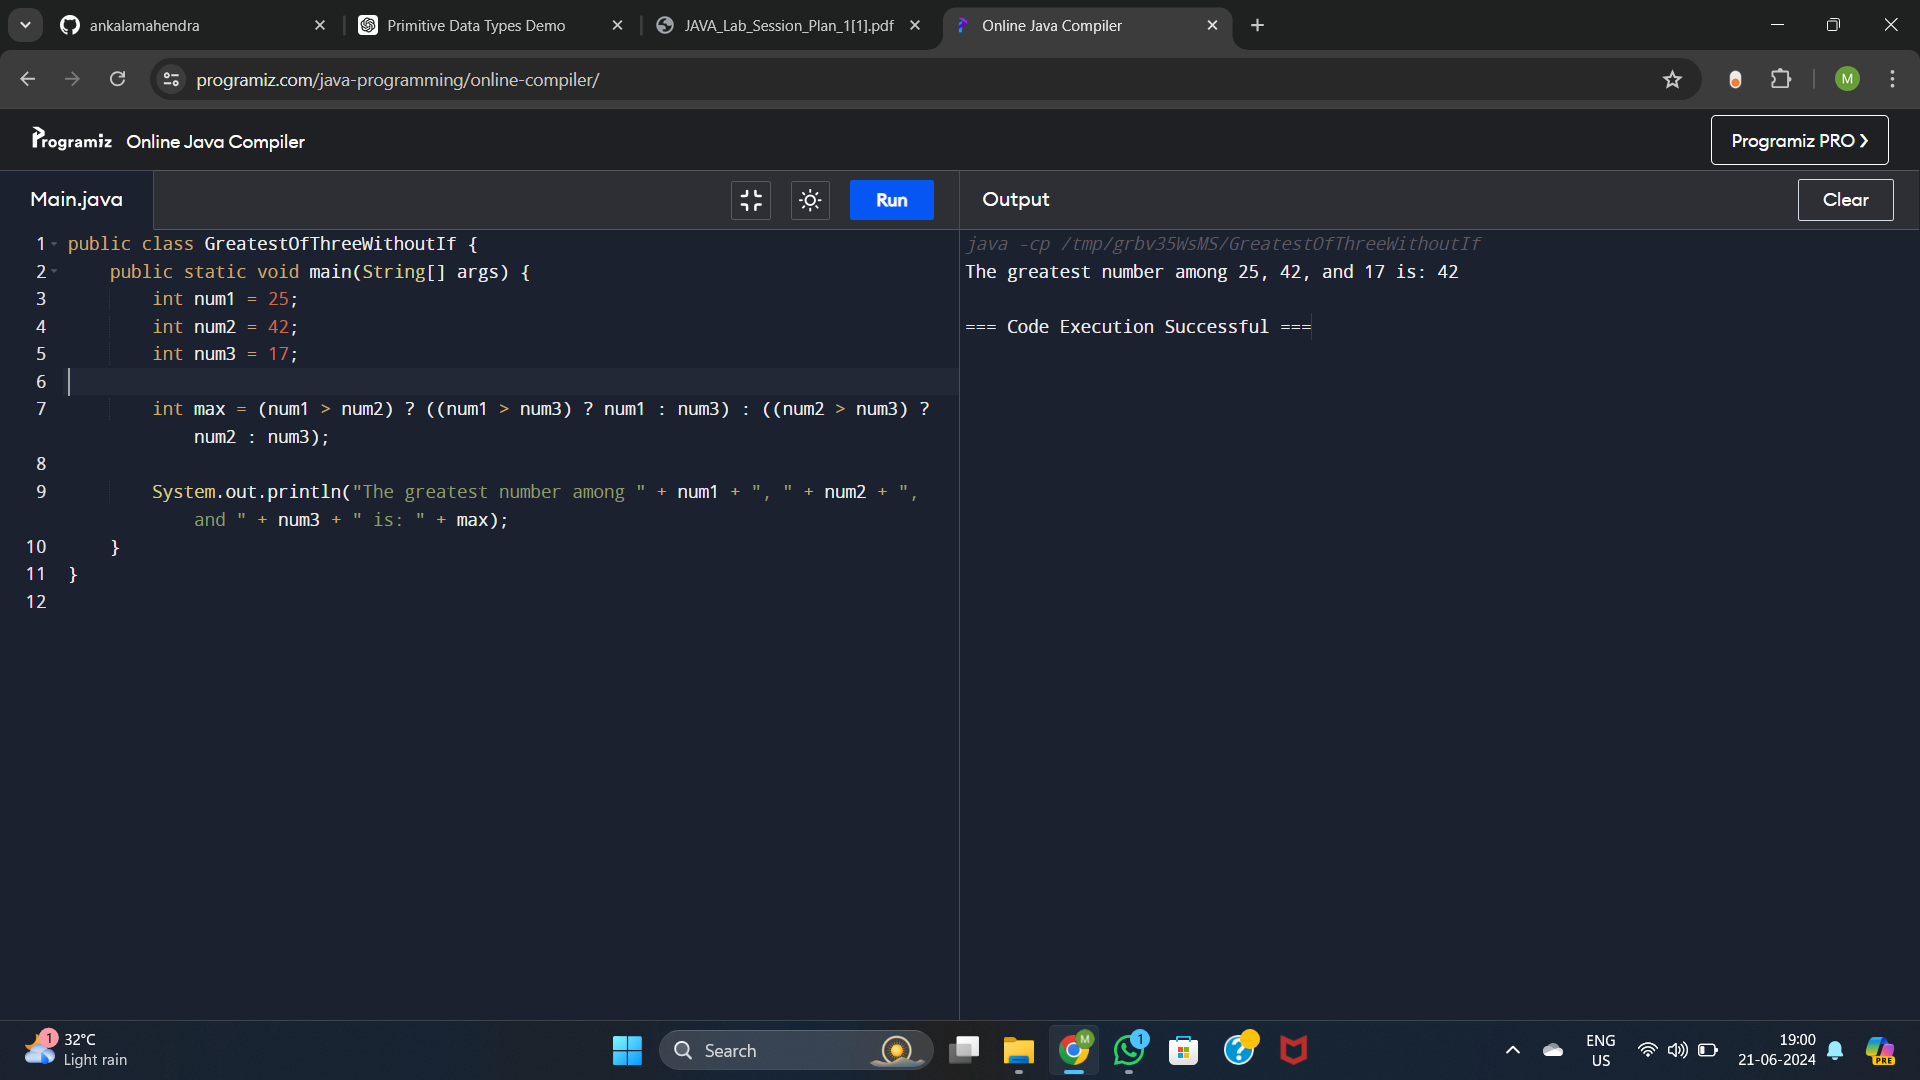 ankalamahendra
Primitive Data Types Demo
JAVA_Lab_Session_Plan_1[1].pdf
Online Java Compiler
programiz.com/java-programming/online-compiler/
M
Programiz Online Java Compiler
Programiz PRO
Main.java
Run
Output
Clear
1 public class GreatestOfThreeWithoutIf {
2 public static void main(String[] args) {
3 int num1 = 25;
4 int num2 = 42;
5 int num3 = 17;
6
7 int max = (num1 > num2) ? ((num1 > num3) ? num1 : num3) : ((num2 > num3) ?
num2 : num3);
8
9 System.out.println("The greatest number among " + num1 + ", " + num2 + ",
and " + num3 + " is: " + max);
10 }
11 }
12
java -cp /tmp/grbv35WsMS/GreatestOfThreeWithoutIf
The greatest number among 25, 42, and 17 is: 42
=== Code Execution Successful ===
1
32°C
Light rain
Search
M
1
ENG
US
19:00
21-06-2024
PRE